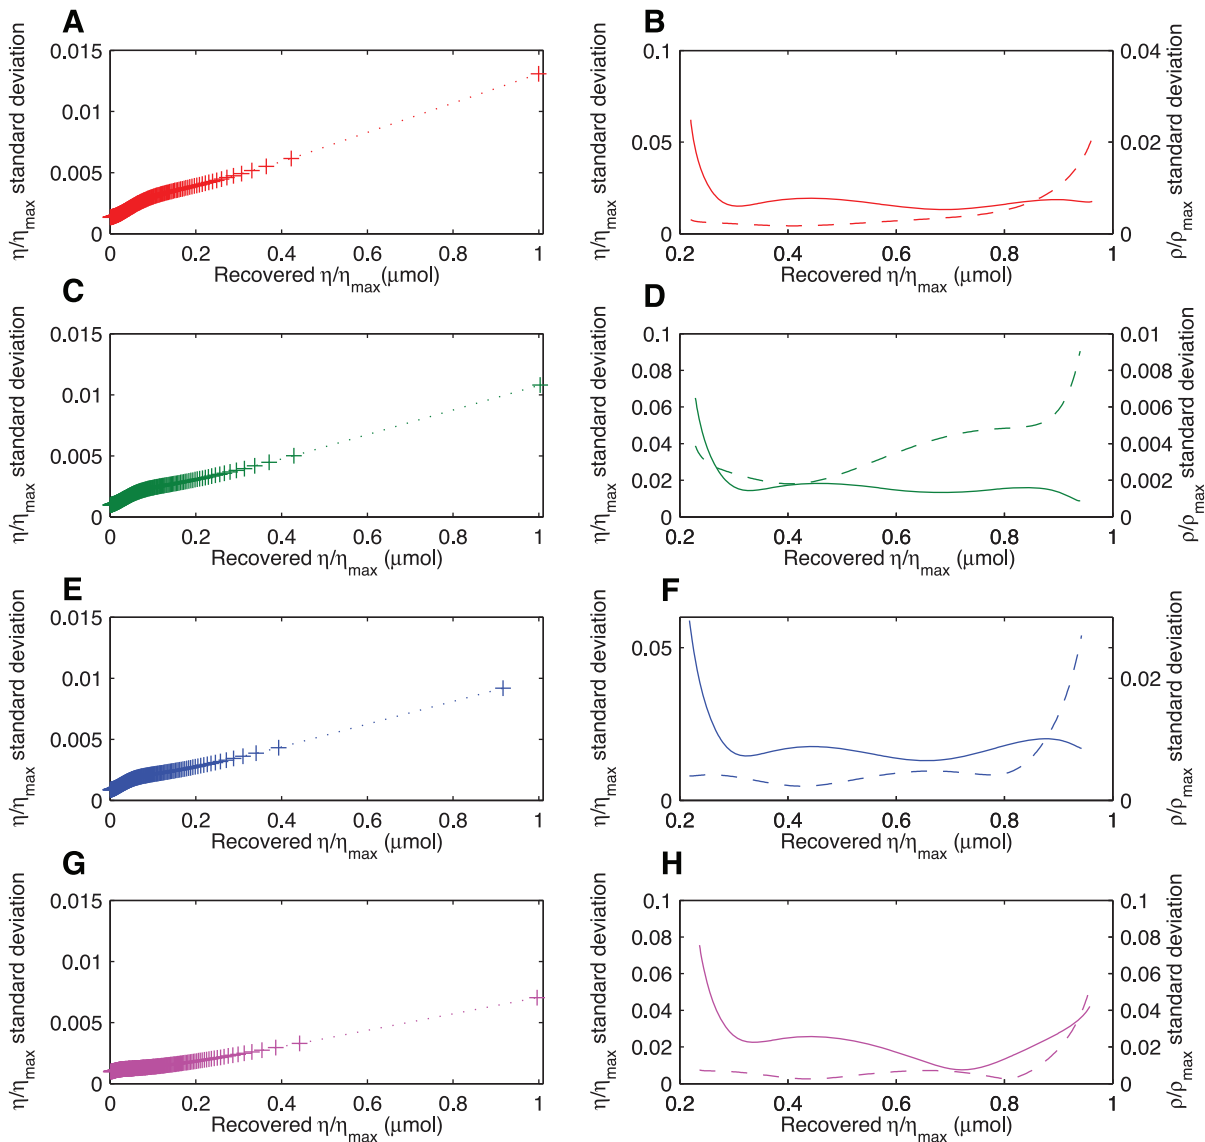 A
η/ηmax standard deviation
0.015
0.01
0.005
0
0 0.2 0.4 0.6 0.8 1
Recovered η/ηmax(μmol)
B
η/ηmax standard deviation
0.1
0.05
0
0.2 0.4 0.6 0.8 1
Recovered η/ηmax (μmol)
0.04
0.02
0
ρ/ρmax standard deviation
C
η/ηmax standard deviation
0.015
0.01
0.005
0
0 0.2 0.4 0.6 0.8 1
Recovered η/ηmax (μmol)
D
η/ηmax standard deviation
0.1
0.08
0.06
0.04
0.02
0
0.2 0.4 0.6 0.8 1
Recovered η/ηmax (μmol)
0.01
0.008
0.006
0.004
0.002
0
ρ/ρmax standard deviation
E
η/ηmax standard deviation
0.015
0.01
0.005
0
0 0.2 0.4 0.6 0.8 1
Recovered η/ηmax (μmol)
F
η/ηmax standard deviation
0.05
0
0.2 0.4 0.6 0.8 1
Recovered η/ηmax (μmol)
0.02
0
ρ/ρmax standard deviation
G
η/ηmax standard deviation
0.015
0.01
0.005
0
0 0.2 0.4 0.6 0.8 1
Recovered η/ηmax (μmol)
H
η/ηmax standard deviation
0.1
0.08
0.06
0.04
0.02
0
0.2 0.4 0.6 0.8 1
Recovered η/ηmax (μmol)
0.1
0.08
0.06
0.04
0.02
0
ρ/ρmax standard deviation